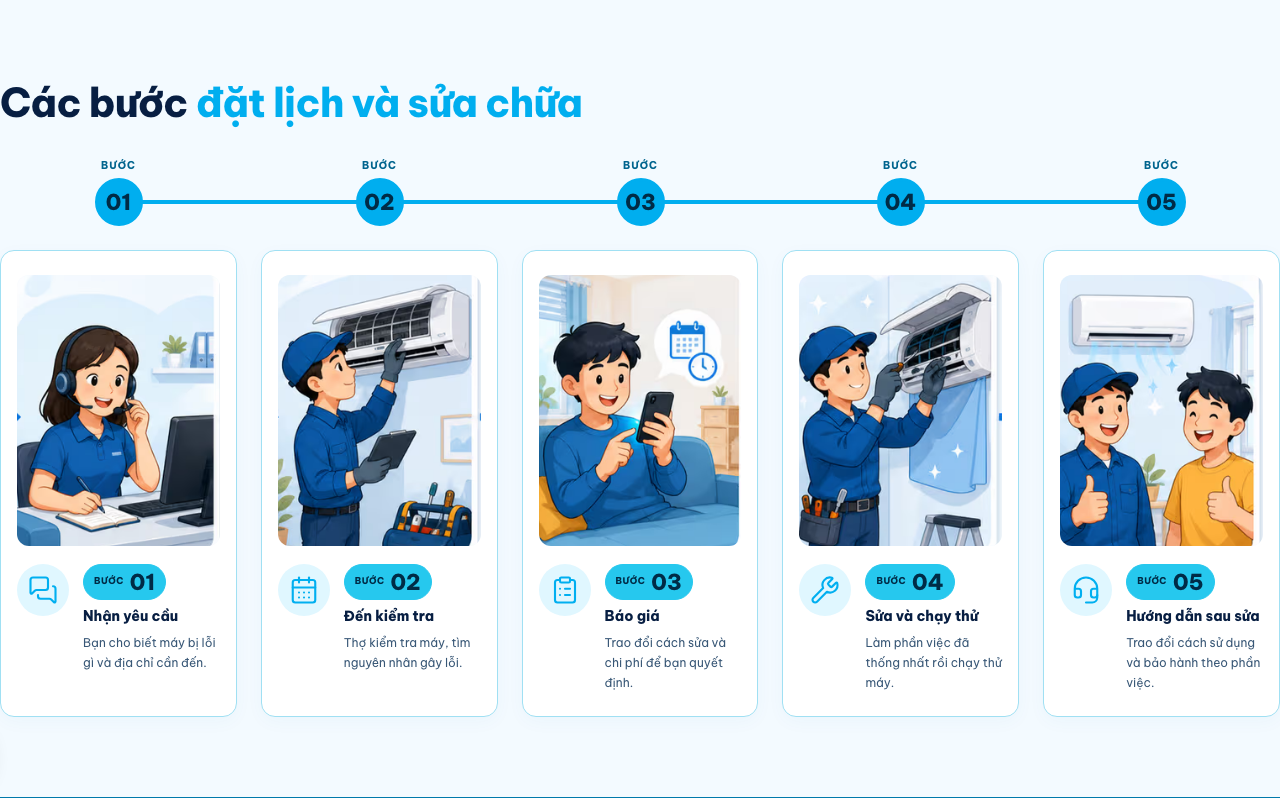 Các bước đặt lịch và sửa chữa
BƯỚC
01
BƯỚC
02
BƯỚC
03
BƯỚC
04
BƯỚC
05
BƯỚC 01
Nhận yêu cầu
Bạn cho biết máy bị lỗi
gì và địa chỉ cần đến.
BƯỚC 02
Đến kiểm tra
Thợ kiểm tra máy, tìm
nguyên nhân gây lỗi.
BƯỚC 03
Báo giá
Trao đổi cách sửa và
chi phí để bạn quyết
định.
BƯỚC 04
Sửa và chạy thử
Làm phần việc đã
thống nhất rồi chạy thử
máy.
BƯỚC 05
Hướng dẫn sau sửa
Trao đổi cách sử dụng
và bảo hành theo phần
việc.